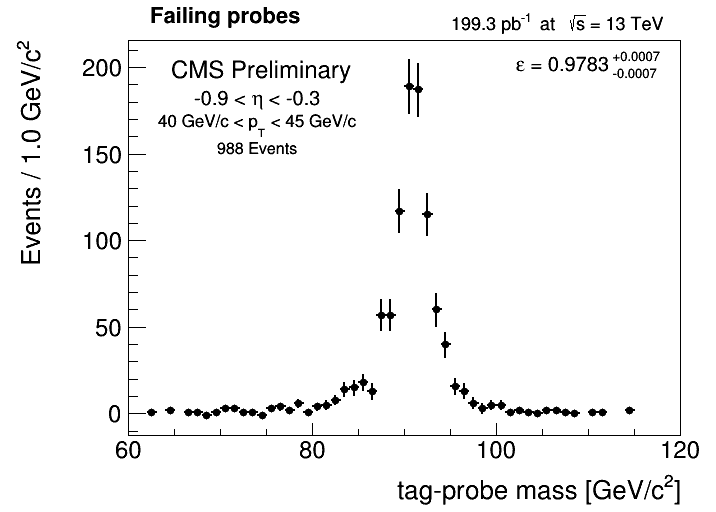 Failing probes
199.3 pb⁻¹ at √s = 13 TeV
CMS Preliminary
ε = 0.9783 +0.0007 -0.0007
-0.9 < η < -0.3
40 GeV/c < p_T < 45 GeV/c
988 Events
Events / 1.0 GeV/c²
200
150
100
50
0
60 80 100 120
tag-probe mass [GeV/c²]